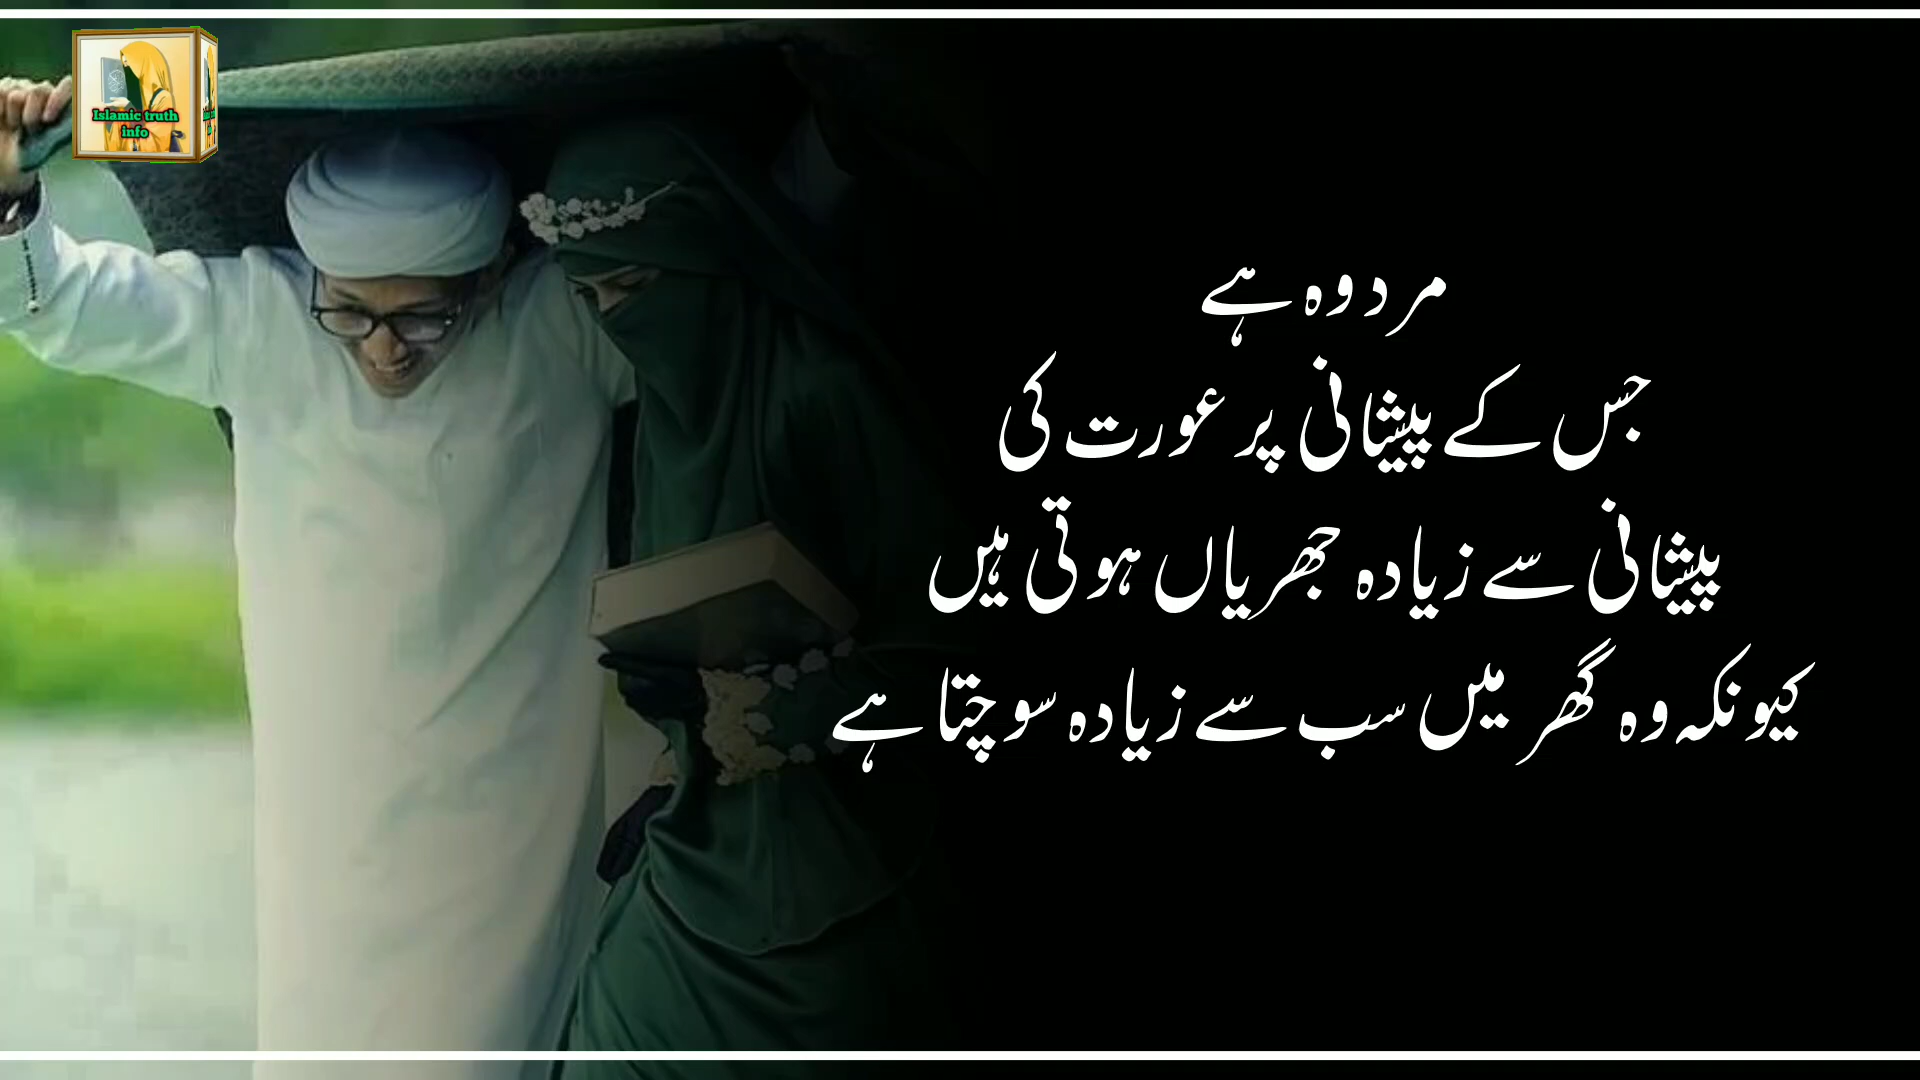 Islamic truth
info
مرد وہ ہے
جس کے پیشانی پر عورت کی
پیشانی سے زیادہ جھریاں ہوتی ہیں
کیونکہ وہ گھر میں سب سے زیادہ سوچتا ہے